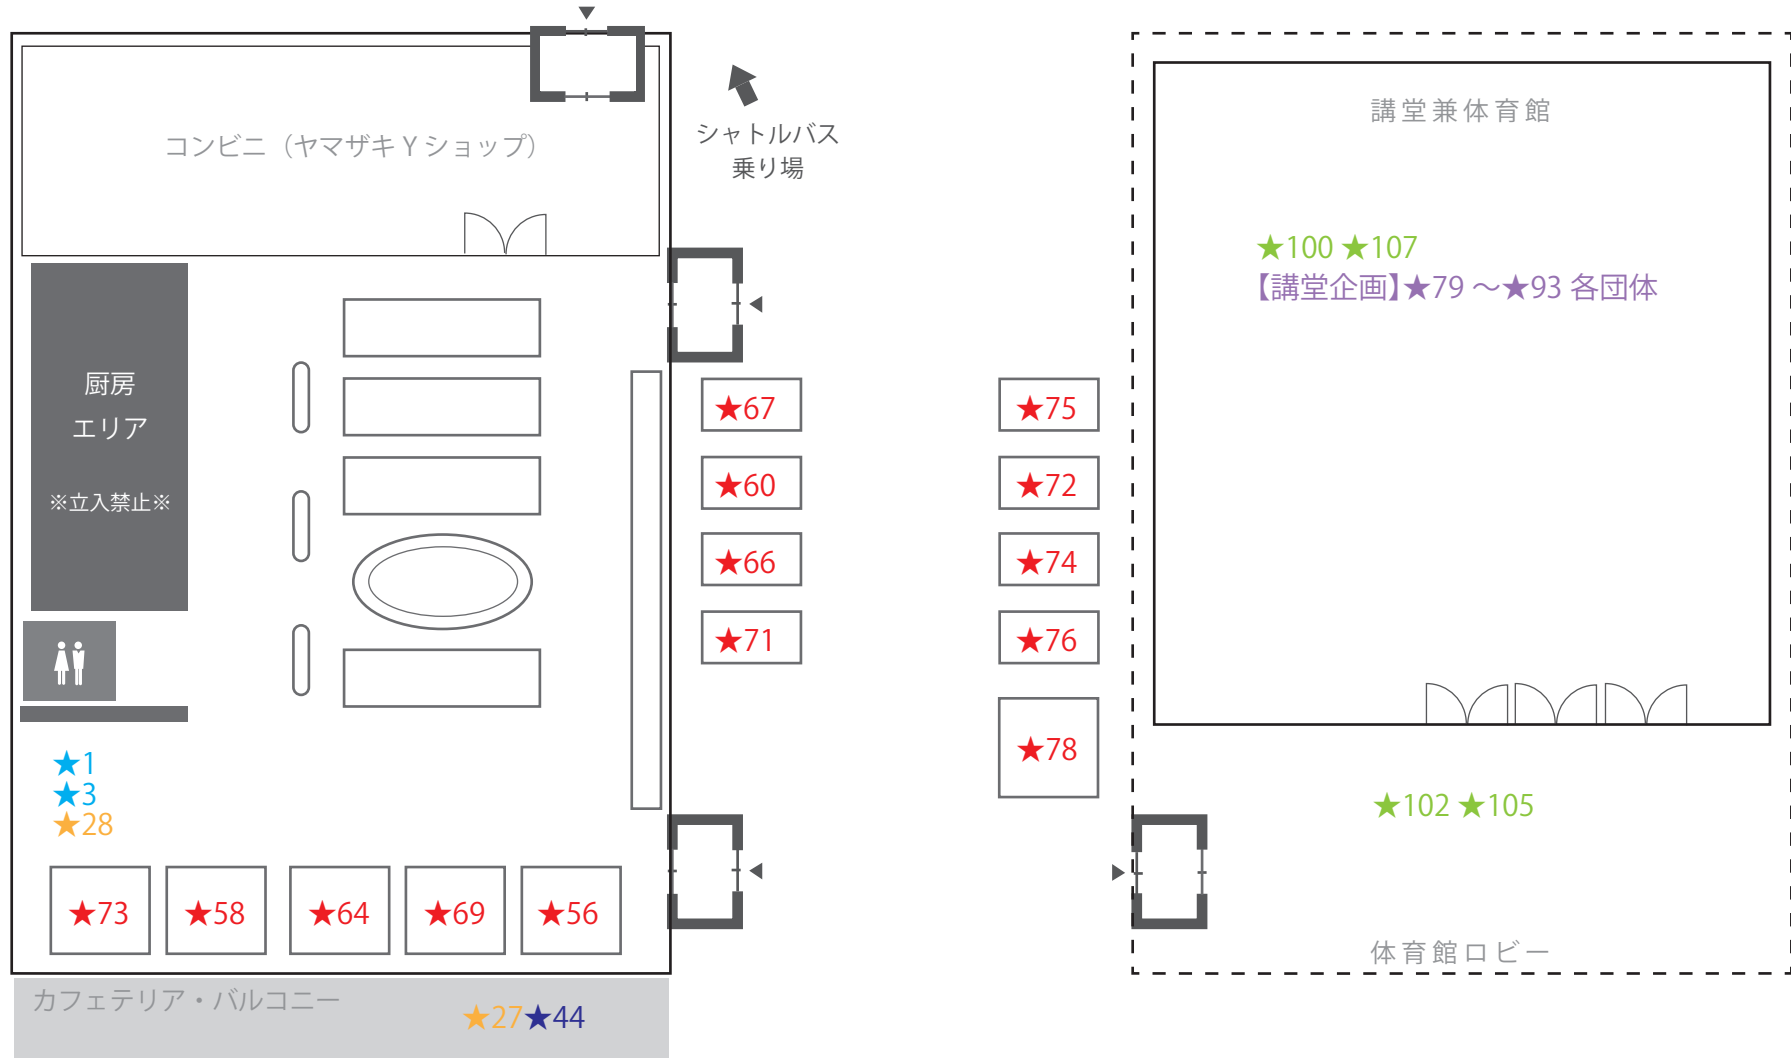 コンビニ（ヤマザキ Y ショップ）
シャトルバス
乗り場
厨房
エリア
※立入禁止※
★67
★60
★66
★71
★75
★72
★74
★76
★78
講堂兼体育館
★100 ★107
【講堂企画】★79 〜★93 各団体
★1
★3
★28
★73
★58
★64
★69
★56
★102 ★105
体育館ロビー
カフェテリア・バルコニー
★27★44